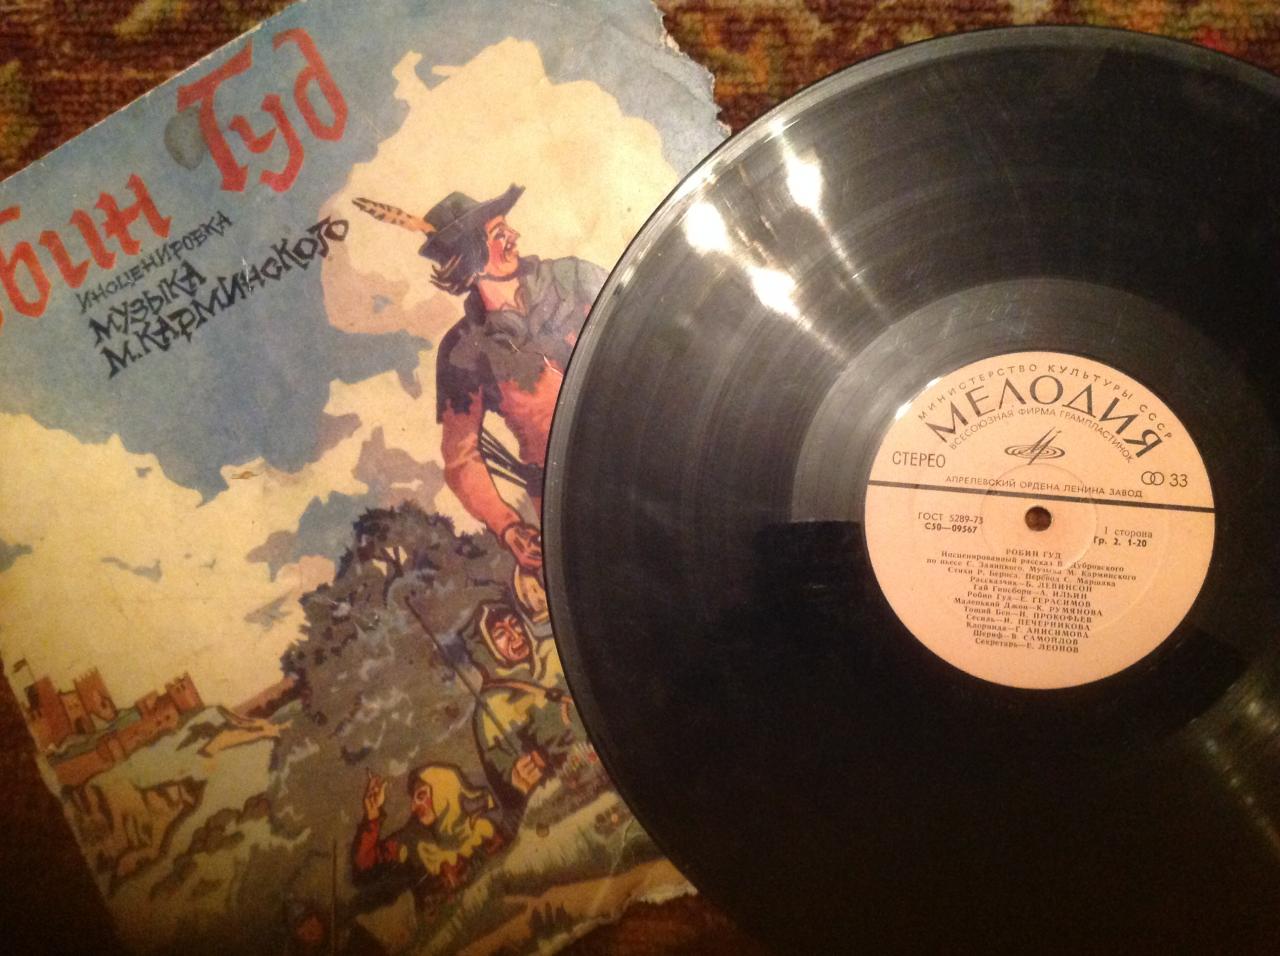 бин Гуд
ИНСЦЕНИРОВКА
МУЗЫКА
М.КАРМИНСКОГО
МИНИСТЕРСТВО КУЛЬТУРЫ СССР
МЕЛОДИЯ
ВСЕСОЮЗНАЯ ФИРМА ГРАМПЛАСТИНОК
СТЕРЕО
33
АПРЕЛЕВСКИЙ ОРДЕНА ЛЕНИНА ЗАВОД
ГОСТ 5289-73
С50—09567
1 сторона
Гр. 2. 1-20
РОБИН ГУД
Инсценированный рассказ В. Дубровского
по пьесе С. Заяицкого. Музыка М. Карминского
Стихи Р. Бернса. Перевод С. Маршака
Рассказчик—Б. ЛЕВИНСОН
Гай Гисборн—А. ИЛЬИН
Робин Гуд—Е. ГЕРАСИМОВ
Маленький Джон—К. РУМЯНОВА
Тощий Бен—И. ПРОКОФЬЕВ
Сесиль—И. ПЕЧЕРНИКОВА
Клоринда—Г. АНИСИМОВА
Шериф—В. САМОЙЛОВ
Секретарь—Е. ЛЕОНОВ